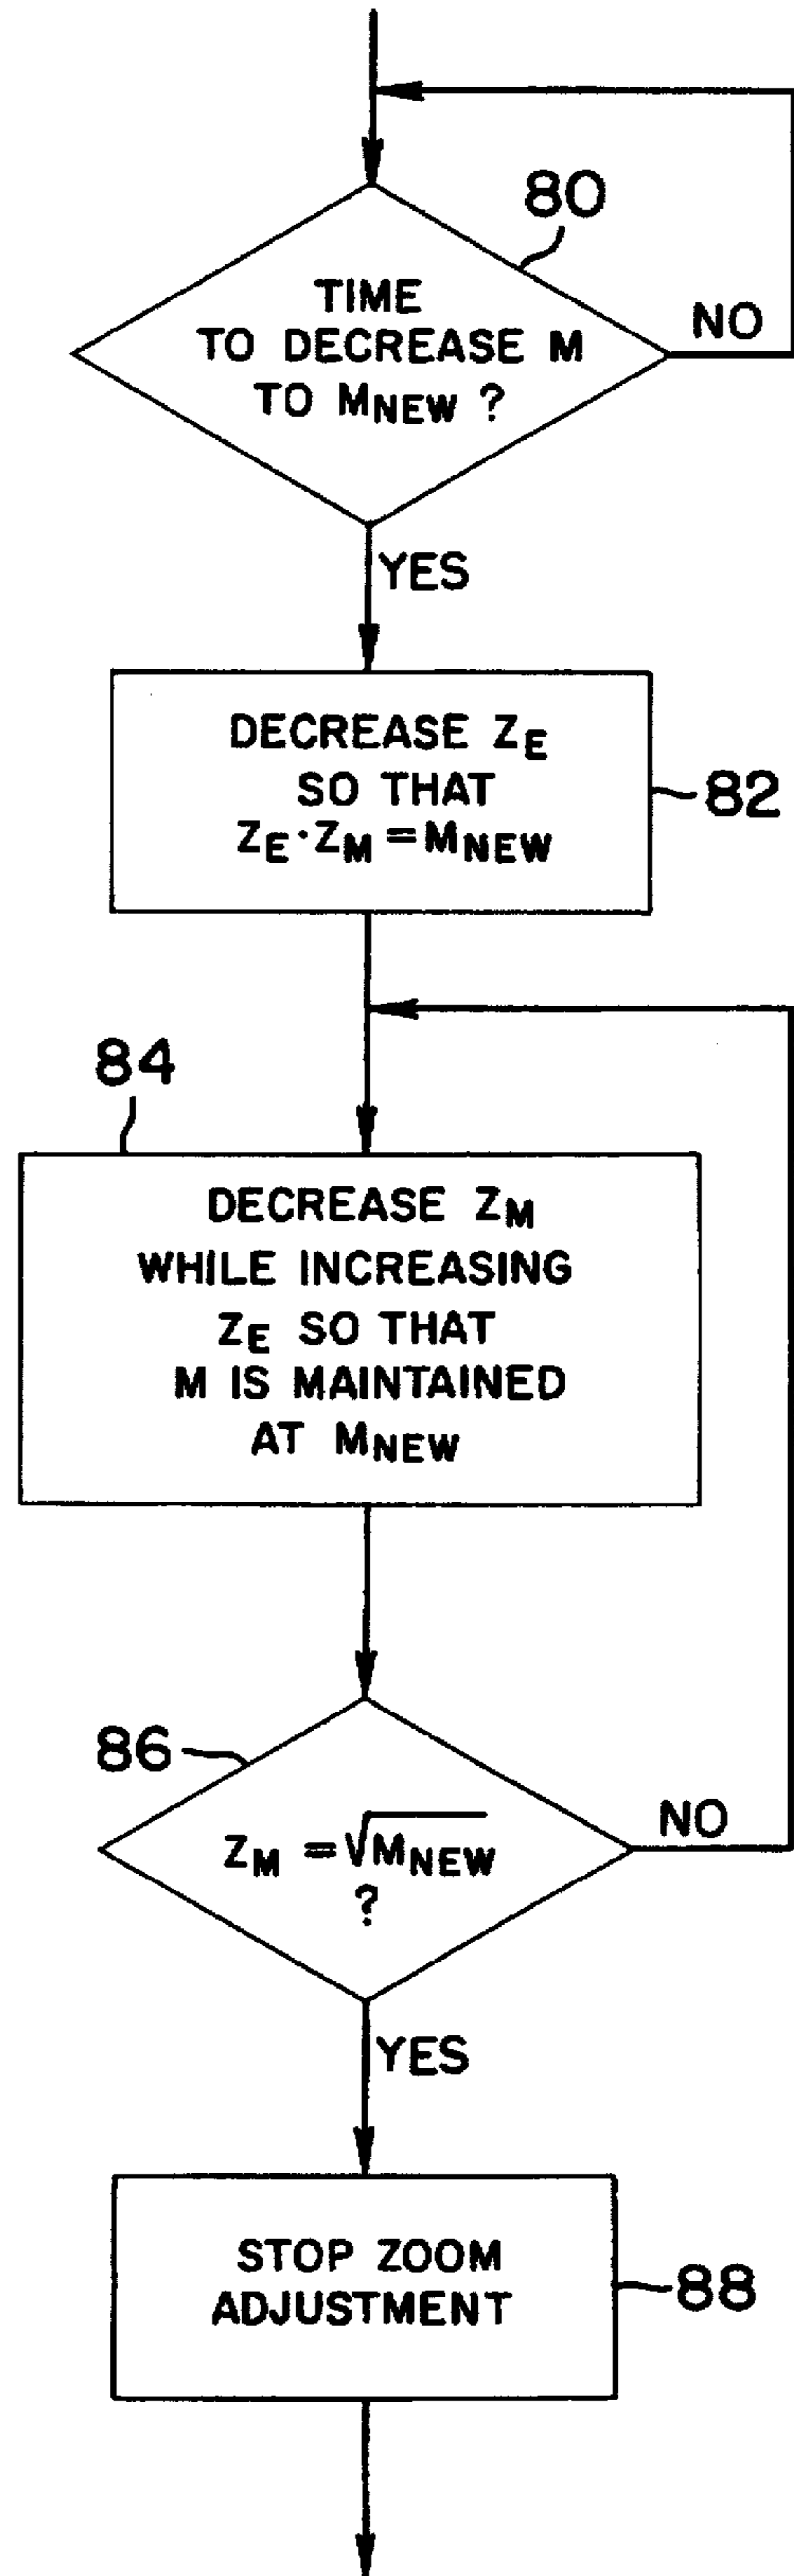 80
TIME
TO DECREASE M
TO MNEW ?
NO
YES
DECREASE ZE
SO THAT
ZE·ZM = MNEW
82
84
DECREASE ZM
WHILE INCREASING
ZE SO THAT
M IS MAINTAINED
AT MNEW
86
ZM = √MNEW
?
NO
YES
STOP ZOOM
ADJUSTMENT
88